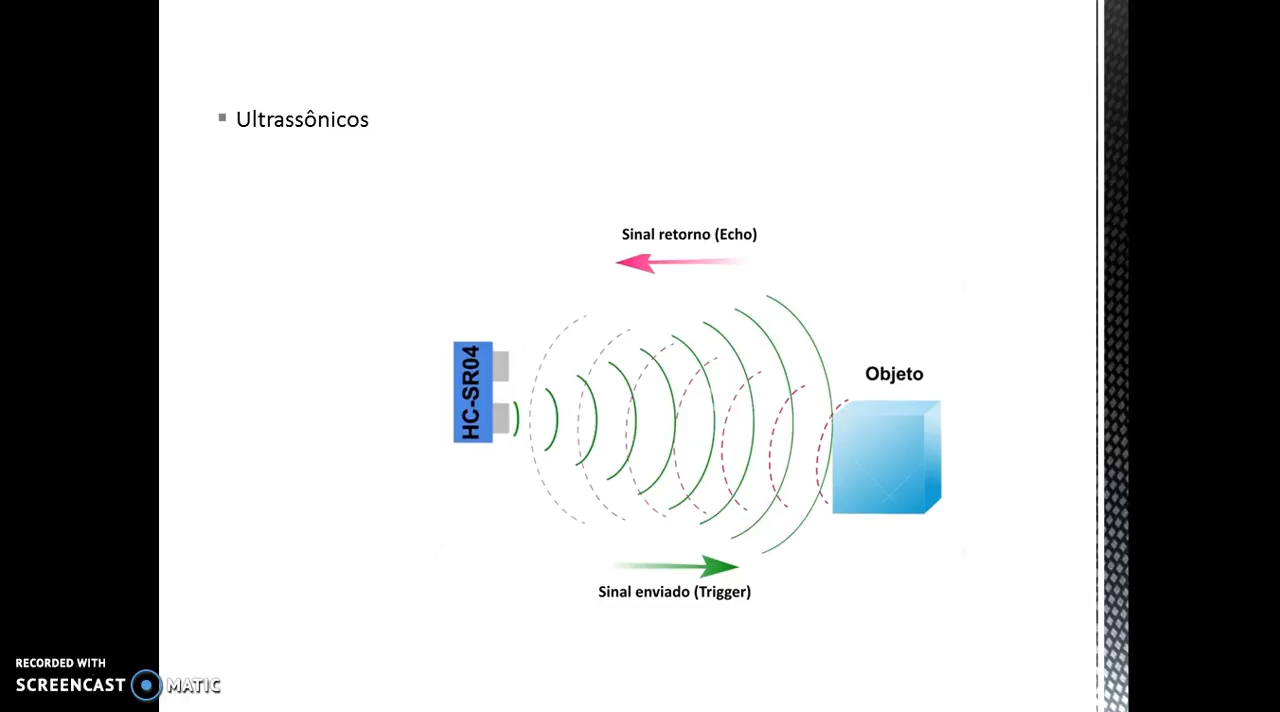 Ultrassônicos
Sinal retorno (Echo)
HC-SR04
Objeto
Sinal enviado (Trigger)
RECORDED WITH
SCREENCAST MATIC